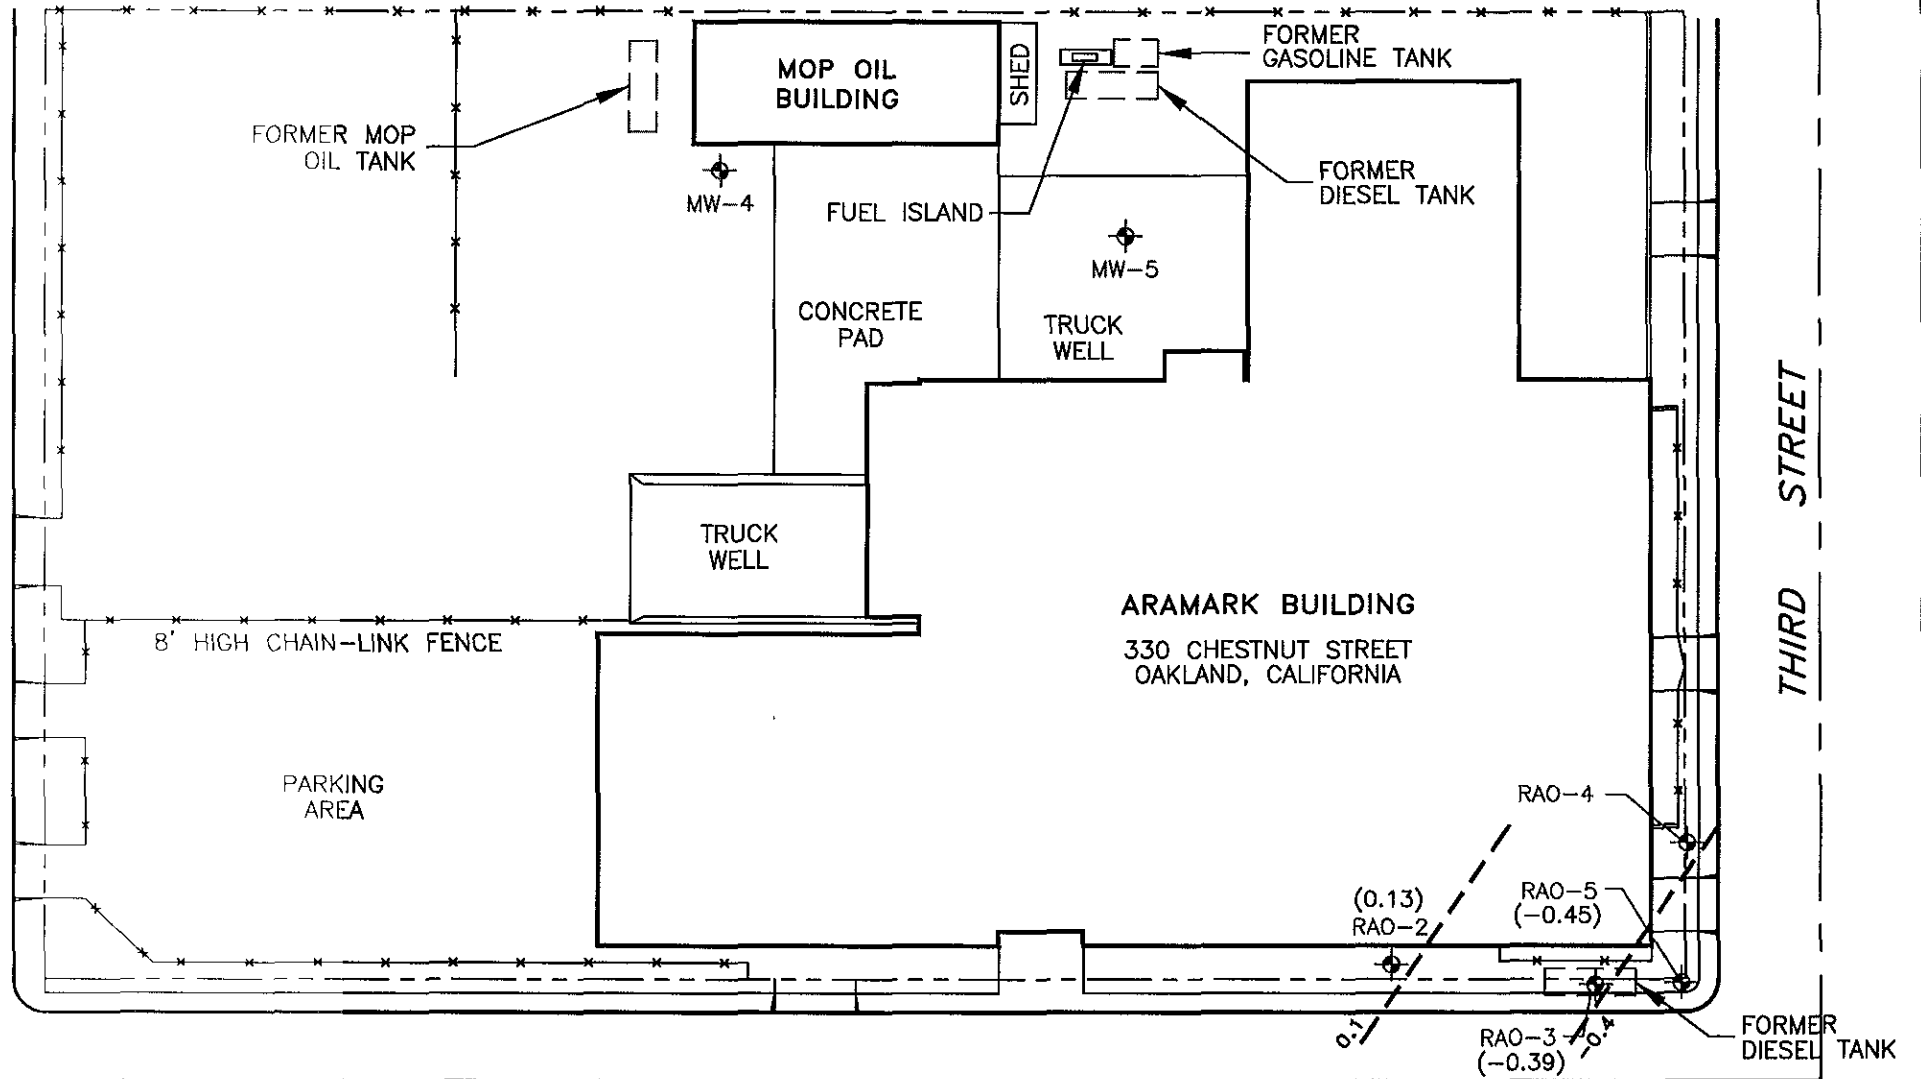 FORMER
GASOLINE TANK
MOP OIL
BUILDING
SHED
FORMER MOP
OIL TANK
FORMER
DIESEL TANK
MW-4
FUEL ISLAND
MW-5
CONCRETE
PAD
TRUCK
WELL
THIRD STREET
TRUCK
WELL
ARAMARK BUILDING
330 CHESTNUT STREET
OAKLAND, CALIFORNIA
8' HIGH CHAIN-LINK FENCE
PARKING
AREA
RAO-4
(0.13)
RAO-2
RAO-5
(-0.45)
0.1
RAO-3
(-0.39)
-0.4
FORMER
DIESEL TANK